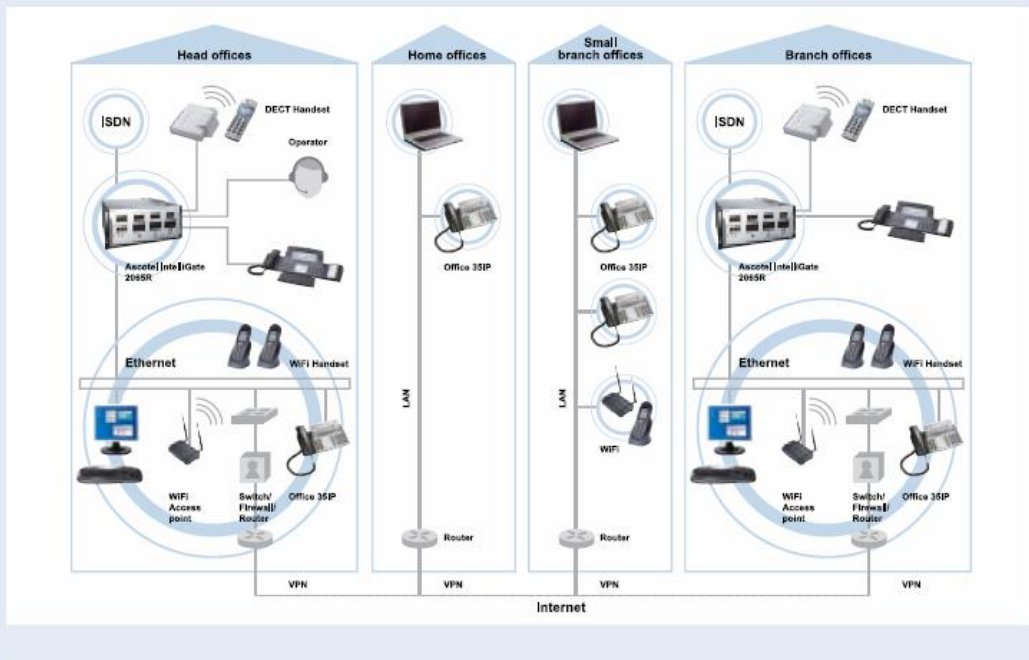 Head offices
ISDN
DECT Handset
Operator
Ascotel IntelliGate
2065R
Ethernet
WiFi Handset
WiFi
Access
point
Switch/
Firewall/
Router
Office 35IP
VPN
Home offices
Office 35IP
LAN
Router
VPN
Small
branch offices
Office 35IP
LAN
WiFi
Router
VPN
Branch offices
ISDN
DECT Handset
Ascotel IntelliGate
2065R
Ethernet
WiFi Handset
WiFi
Access
point
Switch/
Firewall/
Router
Office 35IP
VPN
Internet